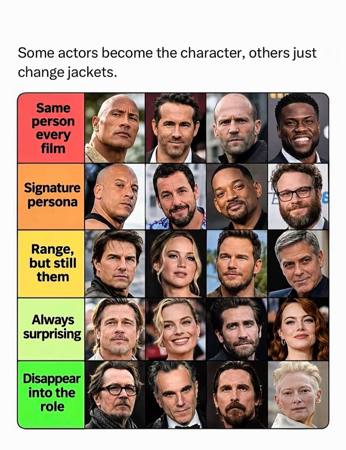 Some actors become the character, others just
change jackets.
Same
person
every
film
Signature
persona
Range,
but still
them
Always
surprising
Disappear
into the
role